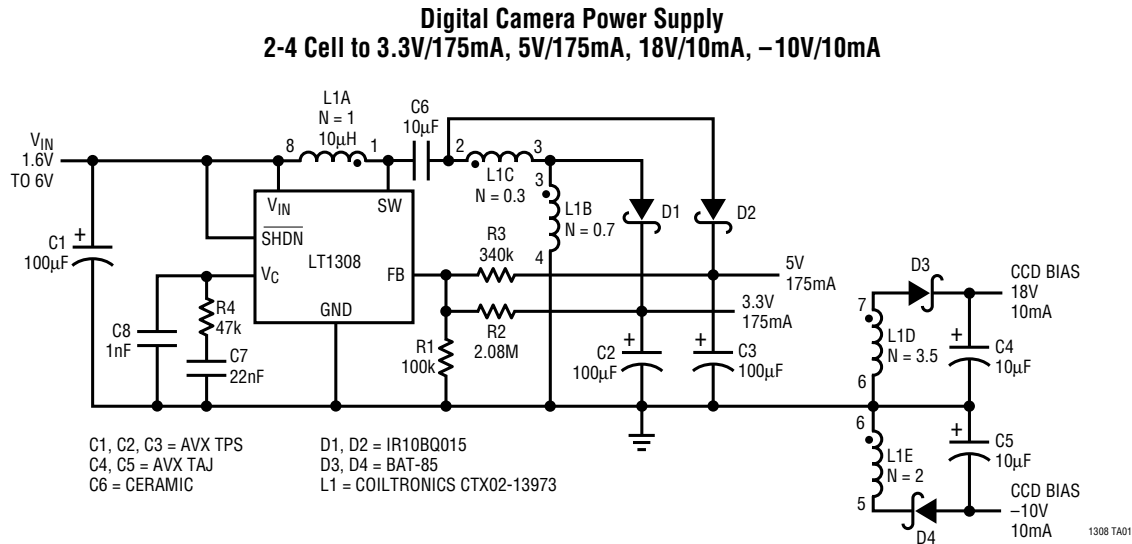 Digital Camera Power Supply
2-4 Cell to 3.3V/175mA, 5V/175mA, 18V/10mA, –10V/10mA
L1A
N = 1
10µH
C6
10µF
VIN
1.6V
TO 6V
8
1
2
3
L1C
N = 0.3
3
L1B
N = 0.7
4
D1
D2
VIN
SW
SHDN
LT1308
VC
FB
GND
C1
+
100µF
R3
340k
5V
175mA
3.3V
175mA
R2
2.08M
R4
47k
C8
1nF
C7
22nF
R1
100k
C2
+
100µF
+
C3
100µF
D3
CCD BIAS
18V
10mA
7
L1D
N = 3.5
6
+
C4
10µF
6
L1E
N = 2
5
+
C5
10µF
D4
CCD BIAS
–10V
10mA
C1, C2, C3 = AVX TPS
C4, C5 = AVX TAJ
C6 = CERAMIC
D1, D2 = IR10BQ015
D3, D4 = BAT-85
L1 = COILTRONICS CTX02-13973
1308 TA01